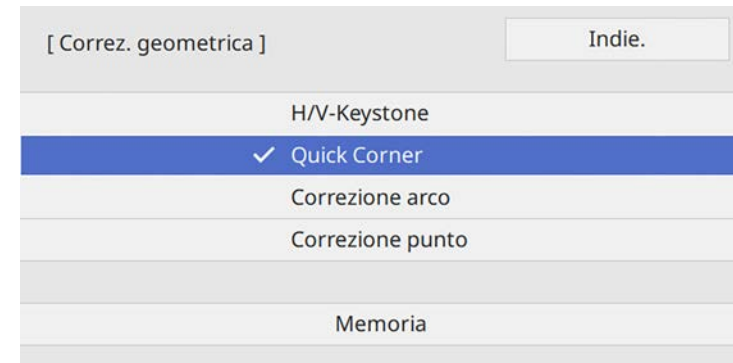 [ Correz. geometrica ]
Indie.
H/V-Keystone
✓ Quick Corner
Correzione arco
Correzione punto
Memoria